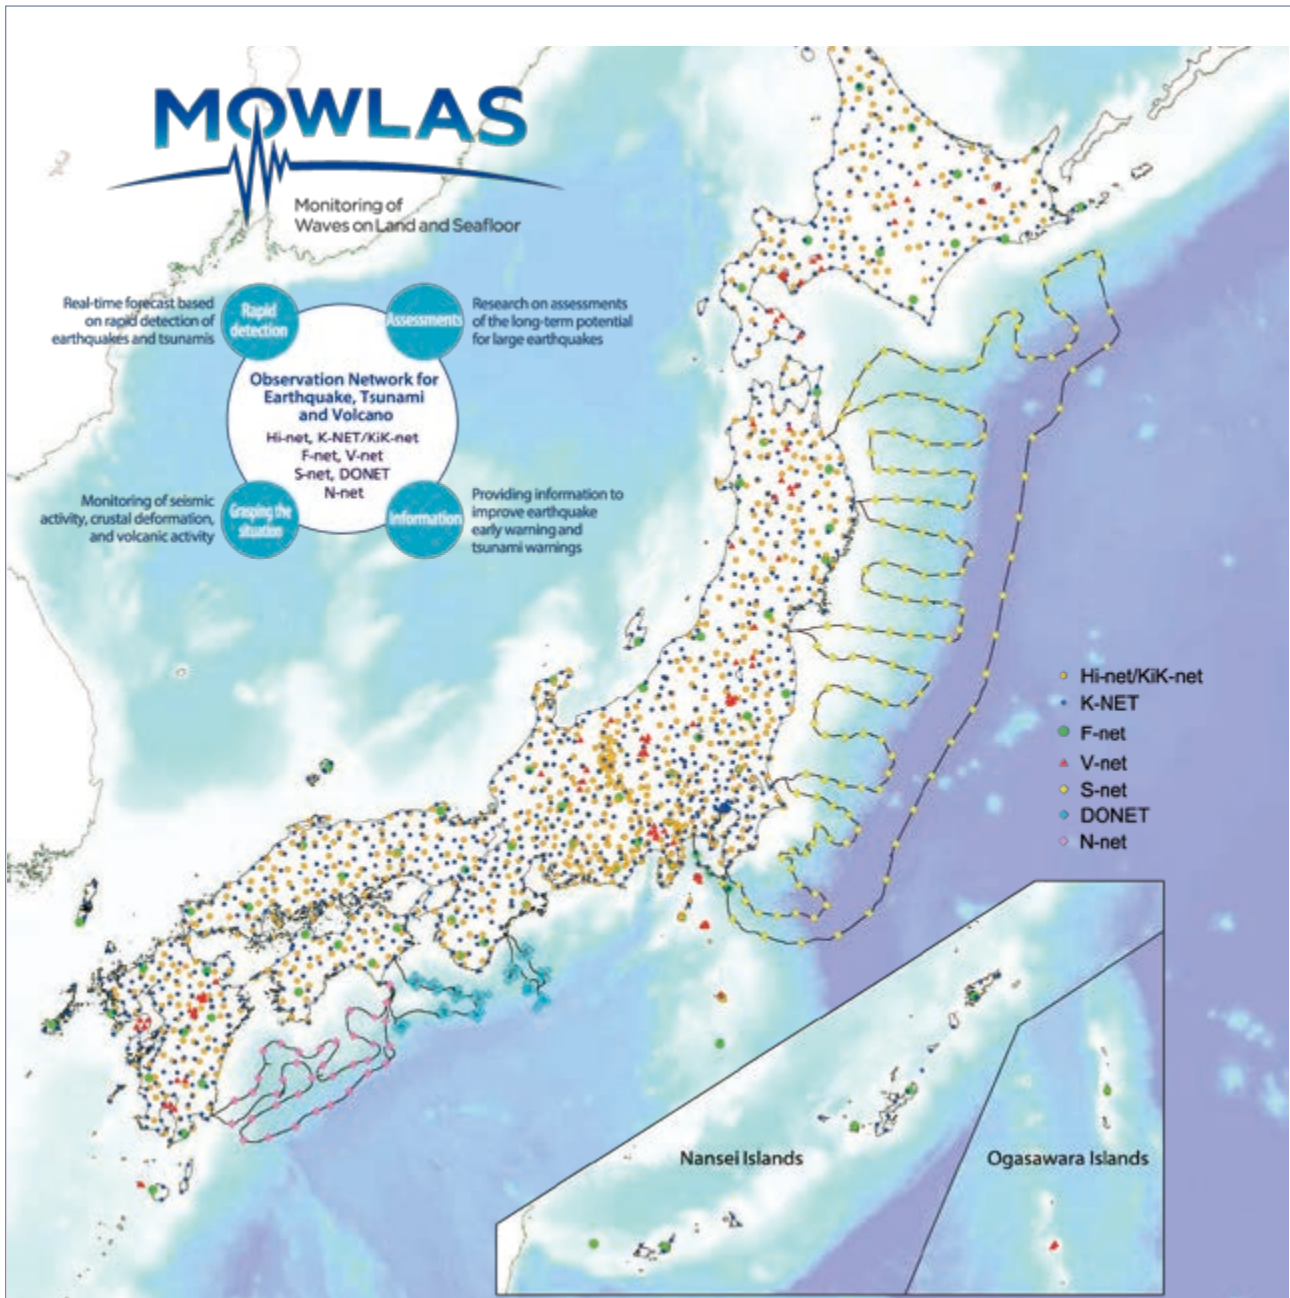 MOWLAS
Monitoring of
Waves on Land and Seafloor
Real-time forecast based
on rapid detection of
earthquakes and tsunamis
Rapid
detection
Assessments
Research on assessments
of the long-term potential
for large earthquakes
Observation Network for
Earthquake, Tsunami
and Volcano
Hi-net, K-NET/KiK-net
F-net, V-net
S-net, DONET
N-net
Monitoring of seismic
activity, crustal deformation,
and volcanic activity
Grasping the
situation
Information
Providing information to
improve earthquake
early warning and
tsunami warnings
Hi-net/KiK-net
K-NET
F-net
V-net
S-net
DONET
N-net
Nansei Islands
Ogasawara Islands